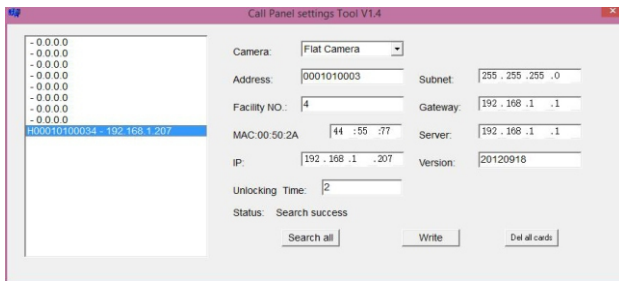 Call Panel settings Tool V1.4
- 0.0.0.0
- 0.0.0.0
- 0.0.0.0
- 0.0.0.0
- 0.0.0.0
- 0.0.0.0
- 0.0.0.0
H00010100034 - 192.168.1.207
Camera: Flat Camera
Address: 0001010003 Subnet: 255 . 255 . 255 . 0
Facility NO.: 4 Gateway: 192 . 168 . 1 . 1
MAC:00:50:2A 44 :55 :77 Server: 192 . 168 . 1 . 1
IP: 192 . 168 . 1 . 207 Version: 20120918
Unlocking Time: 2
Status: Search success
Search all Write Del all cards